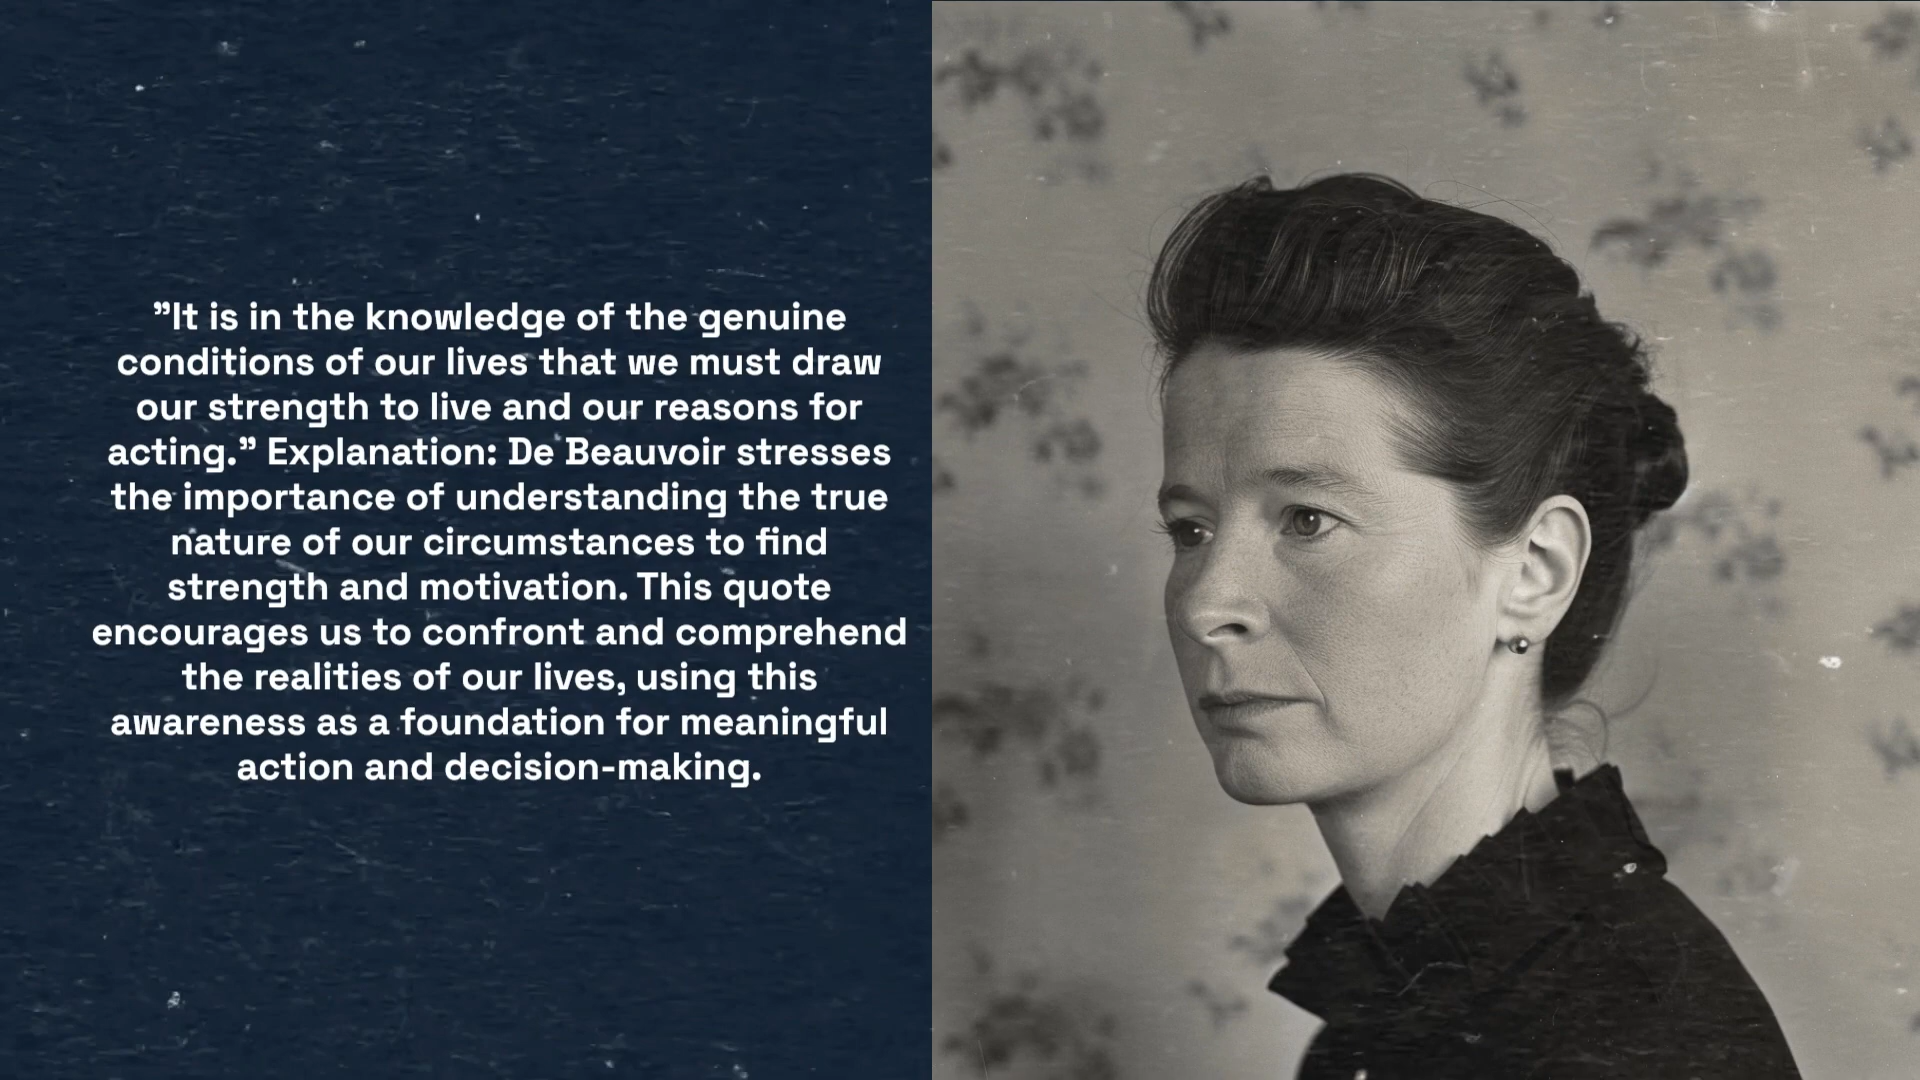 ”It is in the knowledge of the genuine
conditions of our lives that we must draw
our strength to live and our reasons for
acting.” Explanation: De Beauvoir stresses
the importance of understanding the true
nature of our circumstances to find
strength and motivation. This quote
encourages us to confront and comprehend
the realities of our lives, using this
awareness as a foundation for meaningful
action and decision-making.